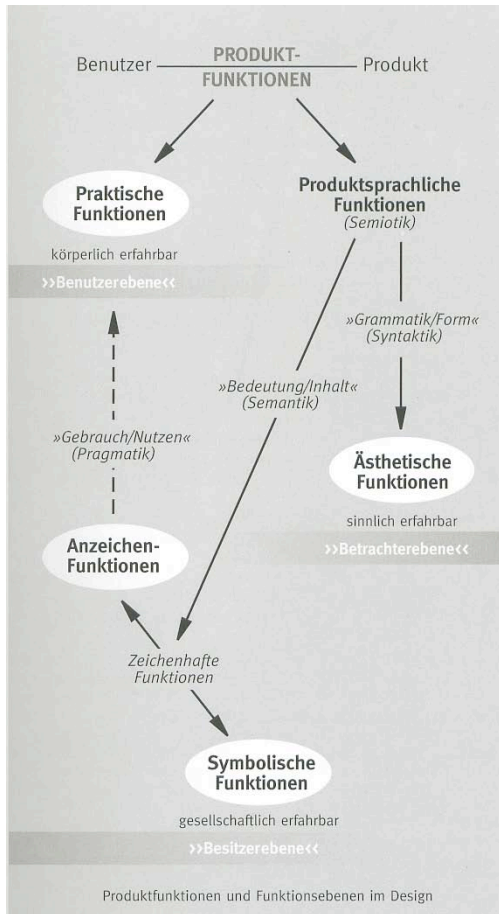 PRODUKT-
Benutzer Produkt
FUNKTIONEN
Praktische
Funktionen
körperlich erfahrbar
>>Benutzerebene<<
Produktsprachliche
Funktionen
(Semiotik)
»Grammatik/Form«
(Syntaktik)
»Bedeutung/Inhalt«
(Semantik)
»Gebrauch/Nutzen«
(Pragmatik)
Ästhetische
Funktionen
sinnlich erfahrbar
>>Betrachterebene<<
Anzeichen-
Funktionen
Zeichenhafte
Funktionen
Symbolische
Funktionen
gesellschaftlich erfahrbar
>>Besitzerebene<<
Produktfunktionen und Funktionsebenen im Design